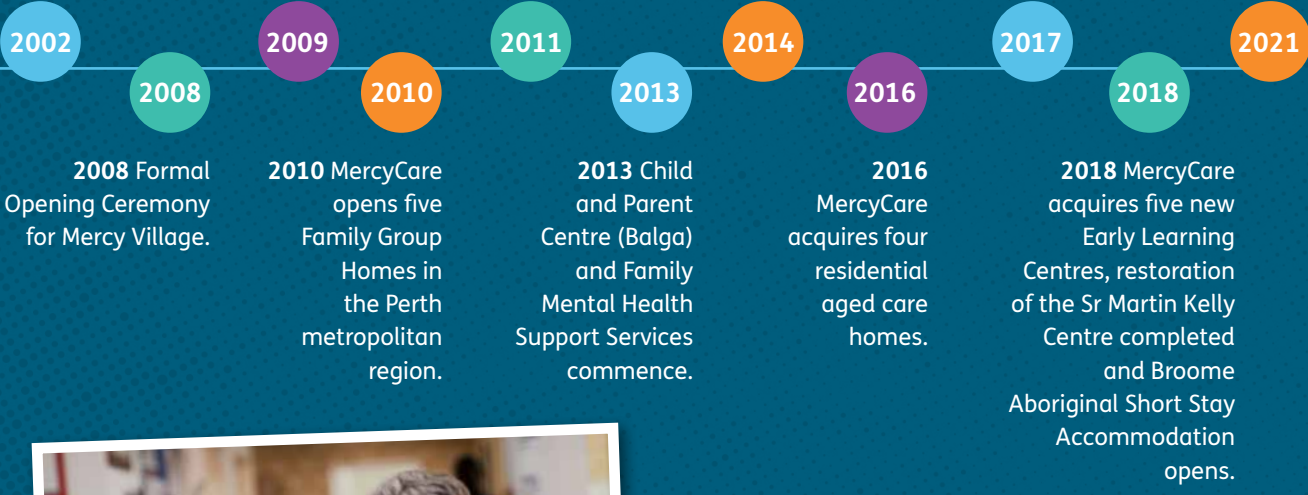 2002
2009
2011
2014
2017
2021
2008
2010
2013
2016
2018
2008 Formal
Opening Ceremony
for Mercy Village.
2010 MercyCare
opens five
Family Group
Homes in
the Perth
metropolitan
region.
2013 Child
and Parent
Centre (Balga)
and Family
Mental Health
Support Services
commence.
2016
MercyCare
acquires four
residential
aged care
homes.
2018 MercyCare
acquires five new
Early Learning
Centres, restoration
of the Sr Martin Kelly
Centre completed
and Broome
Aboriginal Short Stay
Accommodation
opens.